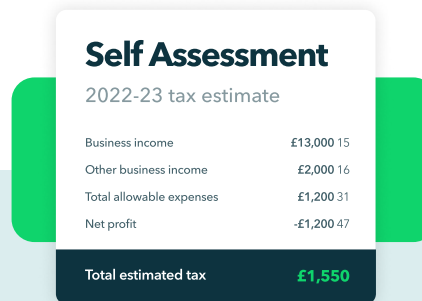 Self Assessment
2022-23 tax estimate
Business income £13,000 15
Other business income £2,000 16
Total allowable expenses £1,200 31
Net profit -£1,200 47
Total estimated tax £1,550